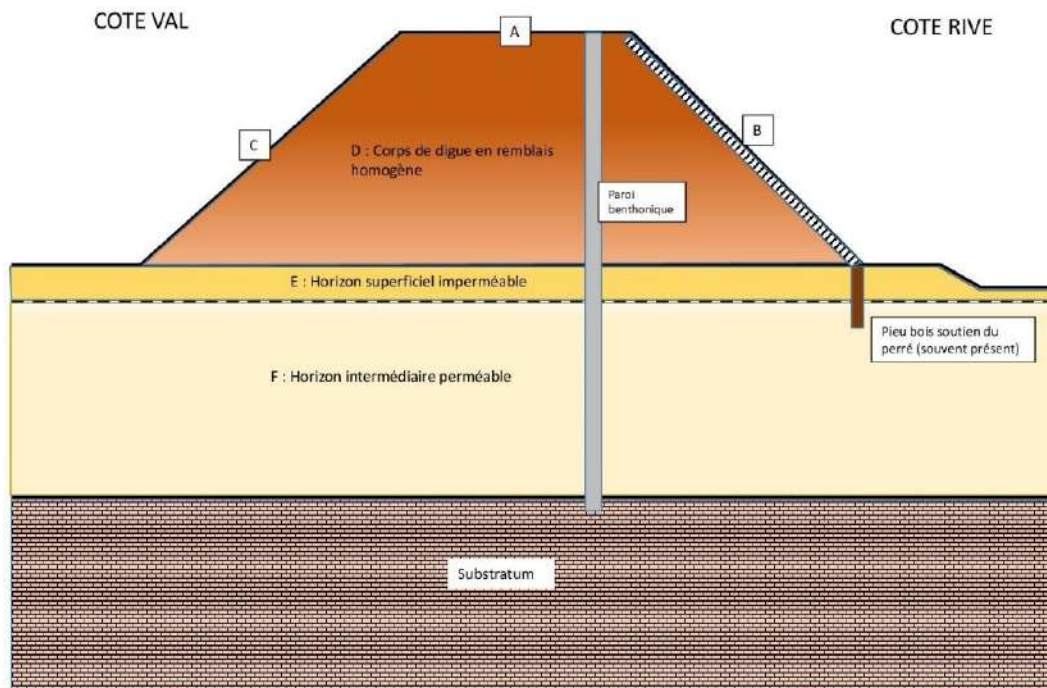 COTE VAL
A
COTE RIVE
C
B
D : Corps de digue en remblais
homogène
Paroi
benthonique
E : Horizon superficiel imperméable
Pieu bois soutien du
perré (souvent présent)
F : Horizon intermédiaire perméable
Substratum